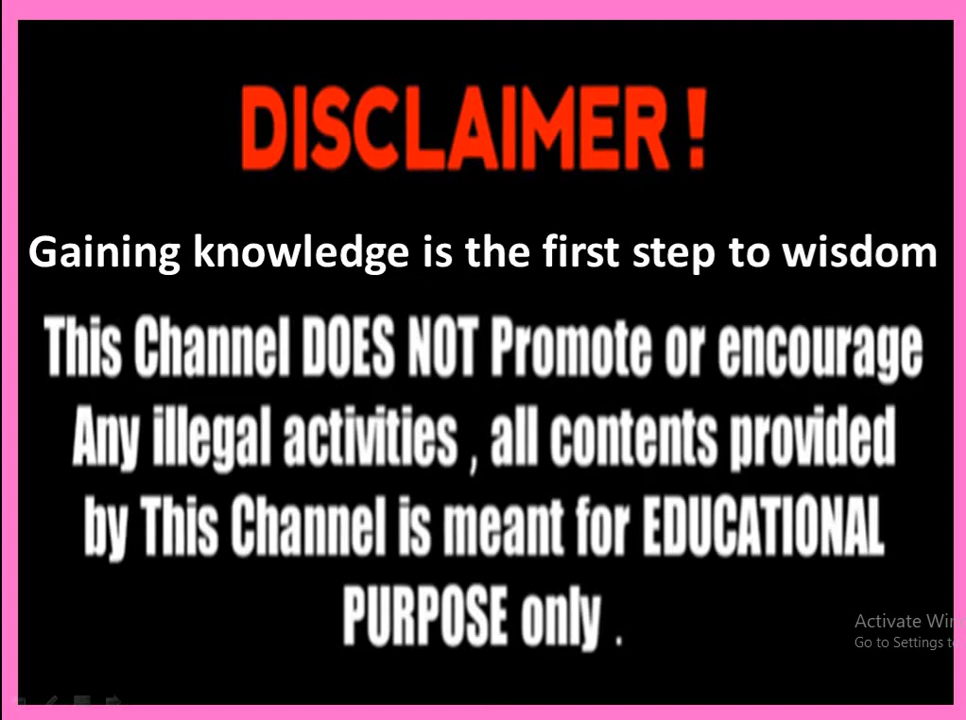 DISCLAIMER !
Gaining knowledge is the first step to wisdom
This Channel DOES NOT Promote or encourage
Any illegal activities , all contents provided
by This Channel is meant for EDUCATIONAL
PURPOSE only .
Activate Win
Go to Settings t